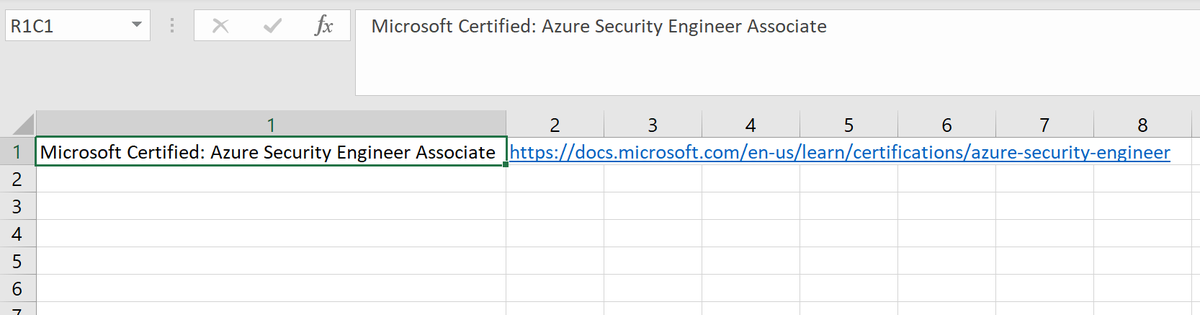 R1C1 fx Microsoft Certified: Azure Security Engineer Associate
1 2 3 4 5 6 7 8
1 Microsoft Certified: Azure Security Engineer Associate https://docs.microsoft.com/en-us/learn/certifications/azure-security-engineer
2
3
4
5
6
7